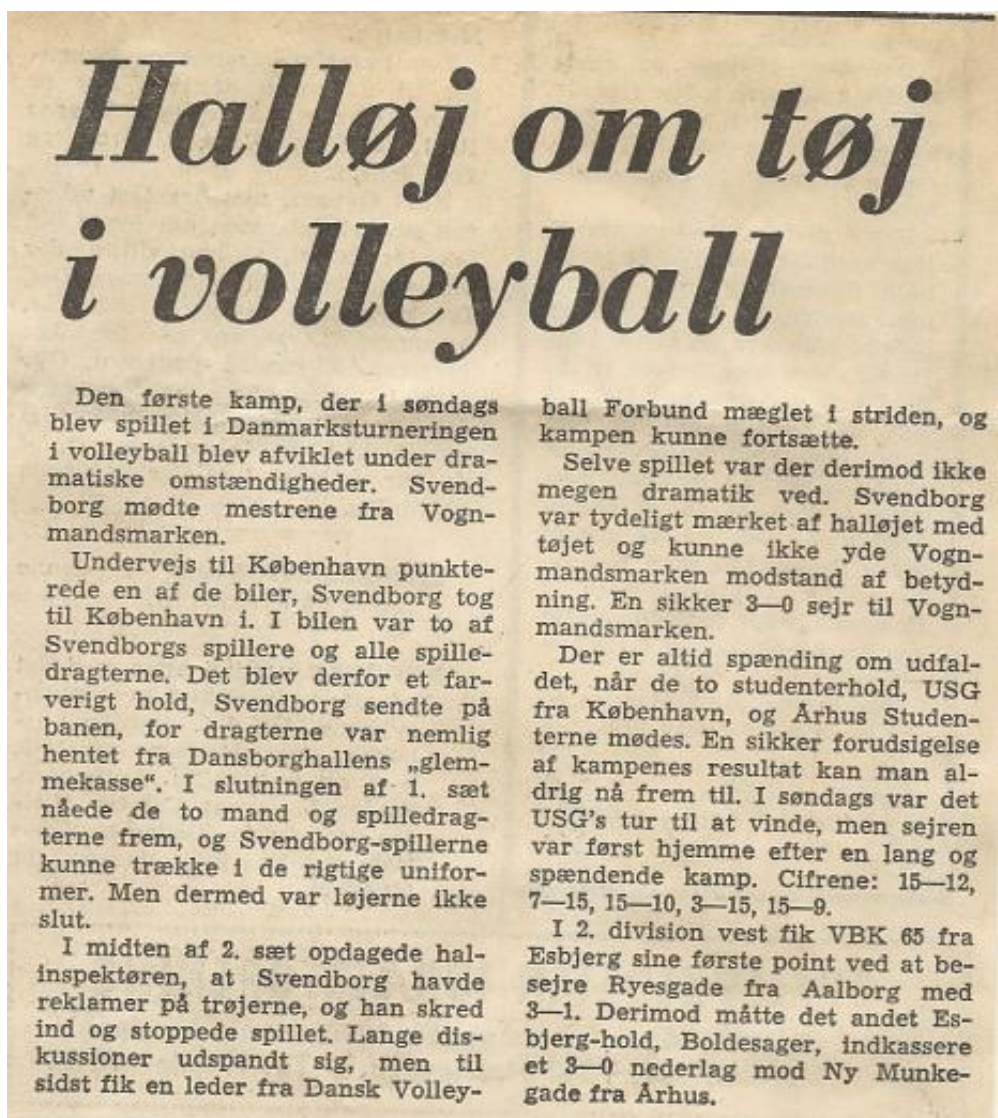 Halløj om tøj
i volleyball
Den første kamp, der i søndags
blev spillet i Danmarksturneringen
i volleyball blev afviklet under dra-
matiske omstændigheder. Svend-
borg mødte mestrene fra Vogn-
mandsmarken.
Undervejs til København punkte-
rede en af de biler, Svendborg tog
til København i. I bilen var to af
Svendborgs spillere og alle spille-
dragterne. Det blev derfor et far-
verigt hold, Svendborg sendte på
banen, for dragterne var nemlig
hentet fra Dansborghallens „glem-
mekasse“. I slutningen af 1. sæt
nåede de to mand og spilledrag-
terne frem, og Svendborg-spillerne
kunne trække i de rigtige unifor-
mer. Men dermed var løjerne ikke
slut.
I midten af 2. sæt opdagede hal-
inspektøren, at Svendborg havde
reklamer på trøjerne, og han skred
ind og stoppede spillet. Lange dis-
kussioner udspandt sig, men til
sidst fik en leder fra Dansk Volley-
ball Forbund mæglet i striden, og
kampen kunne fortsætte.
Selve spillet var der derimod ikke
megen dramatik ved. Svendborg
var tydeligt mærket af halløjet med
tøjet og kunne ikke yde Vogn-
mandsmarken modstand af betyd-
ning. En sikker 3—0 sejr til Vogn-
mandsmarken.
Der er altid spænding om udfal-
det, når de to studenterhold, USG
fra København, og Århus Studen-
terne mødes. En sikker forudsigelse
af kampenes resultat kan man al-
drig nå frem til. I søndags var det
USG's tur til at vinde, men sejren
var først hjemme efter en lang og
spændende kamp. Cifrene: 15—12,
7—15, 15—10, 3—15, 15—9.
I 2. division vest fik VBK 65 fra
Esbjerg sine første point ved at be-
sejre Ryesgade fra Aalborg med
3—1. Derimod måtte det andet Es-
bjerg-hold, Boldesager, indkassere
et 3—0 nederlag mod Ny Munke-
gade fra Århus.